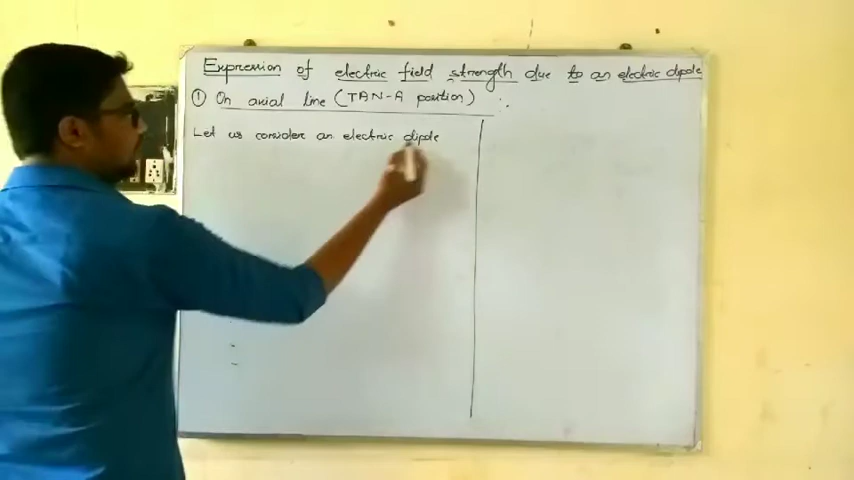 Expression of electric field strength due to an electric dipole
① On axial line (TAN-A position) :.
Let us consider an electric dipole